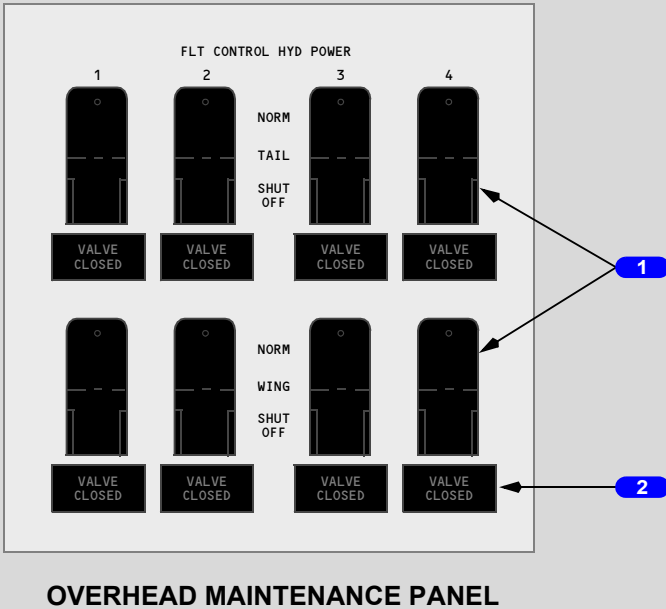 FLT CONTROL HYD POWER
1 2 3 4
NORM
TAIL
SHUT
OFF
VALVE VALVE VALVE VALVE
CLOSED CLOSED CLOSED CLOSED
1
NORM
WING
SHUT
OFF
VALVE VALVE VALVE VALVE
CLOSED CLOSED CLOSED CLOSED
2
OVERHEAD MAINTENANCE PANEL